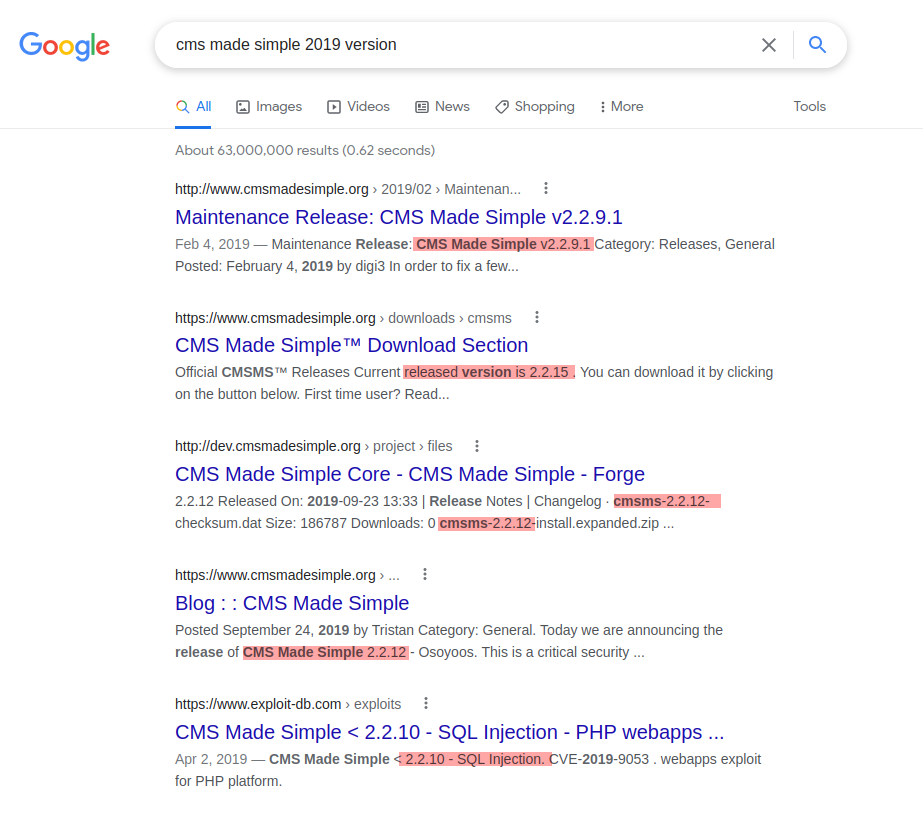 Google
cms made simple 2019 version
All Images Videos News Shopping More Tools
About 63,000,000 results (0.62 seconds)
http://www.cmsmadesimple.org › 2019/02 › Maintenan...
Maintenance Release: CMS Made Simple v2.2.9.1
Feb 4, 2019 — Maintenance Release: CMS Made Simple v2.2.9.1 Category: Releases, General
Posted: February 4, 2019 by digi3 In order to fix a few...
https://www.cmsmadesimple.org › downloads › cmsms
CMS Made Simple™ Download Section
Official CMSMS™ Releases Current released version is 2.2.15 . You can download it by clicking
on the button below. First time user? Read...
http://dev.cmsmadesimple.org › project › files
CMS Made Simple Core - CMS Made Simple - Forge
2.2.12 Released On: 2019-09-23 13:33 | Release Notes | Changelog · cmsms-2.2.12-
checksum.dat Size: 186787 Downloads: 0 cmsms-2.2.12-install.expanded.zip ...
https://www.cmsmadesimple.org › ...
Blog : : CMS Made Simple
Posted September 24, 2019 by Tristan Category: General. Today we are announcing the
release of CMS Made Simple 2.2.12 - Osoyoos. This is a critical security ...
https://www.exploit-db.com › exploits
CMS Made Simple < 2.2.10 - SQL Injection - PHP webapps ...
Apr 2, 2019 — CMS Made Simple < 2.2.10 - SQL Injection. CVE-2019-9053 . webapps exploit
for PHP platform.